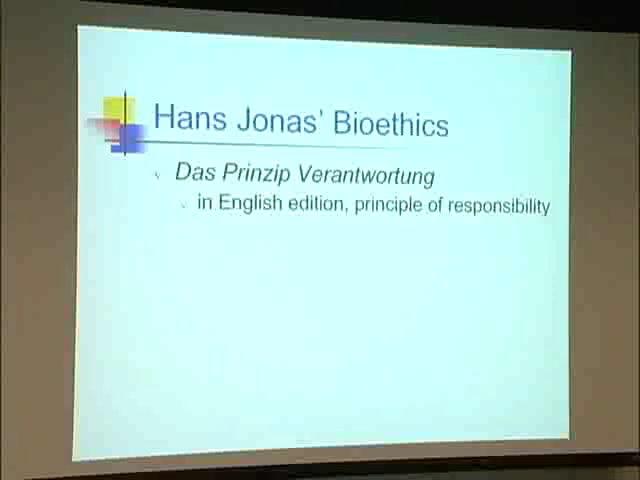 Hans Jonas' Bioethics
Das Prinzip Verantwortung
in English edition, principle of responsibility